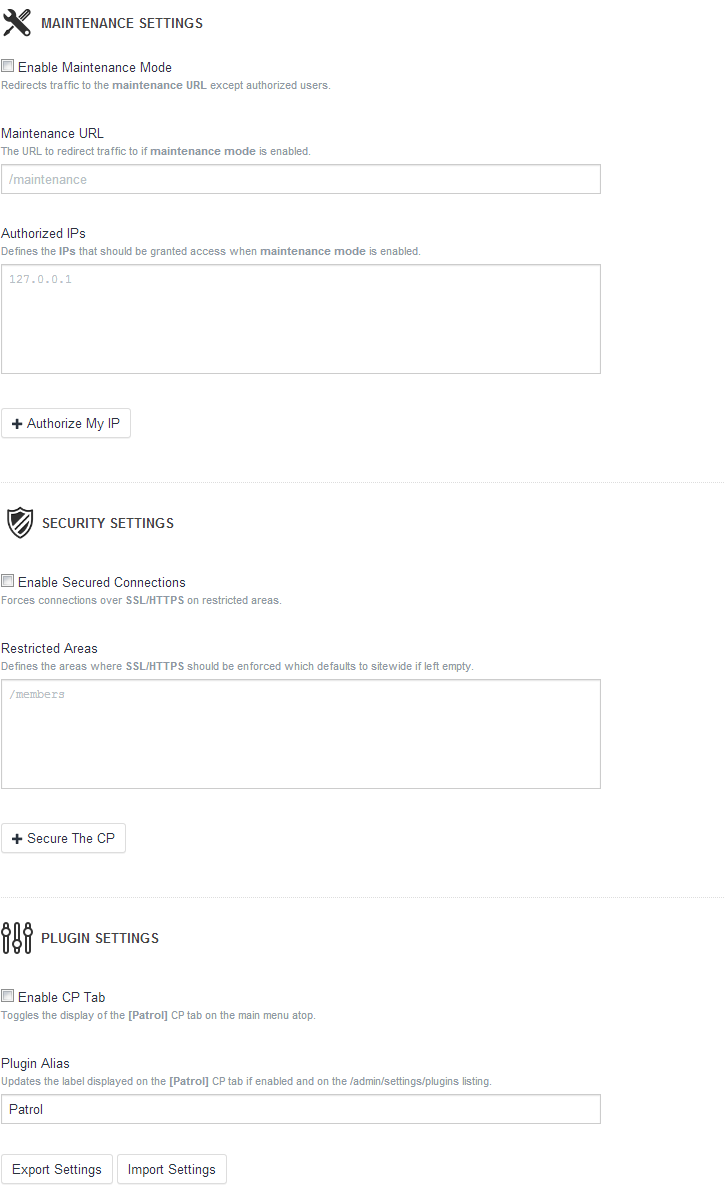 MAINTENANCE SETTINGS
Enable Maintenance Mode
Redirects traffic to the maintenance URL except authorized users.
Maintenance URL
The URL to redirect traffic to if maintenance mode is enabled.
/maintenance
Authorized IPs
Defines the IPs that should be granted access when maintenance mode is enabled.
127.0.0.1
Authorize My IP
SECURITY SETTINGS
Enable Secured Connections
Forces connections over SSL/HTTPS on restricted areas.
Restricted Areas
Defines the areas where SSL/HTTPS should be enforced which defaults to sitewide if left empty.
/members
Secure The CP
PLUGIN SETTINGS
Enable CP Tab
Toggles the display of the [Patrol] CP tab on the main menu atop.
Plugin Alias
Updates the label displayed on the [Patrol] CP tab if enabled and on the /admin/settings/plugins listing.
Patrol
Export Settings Import Settings